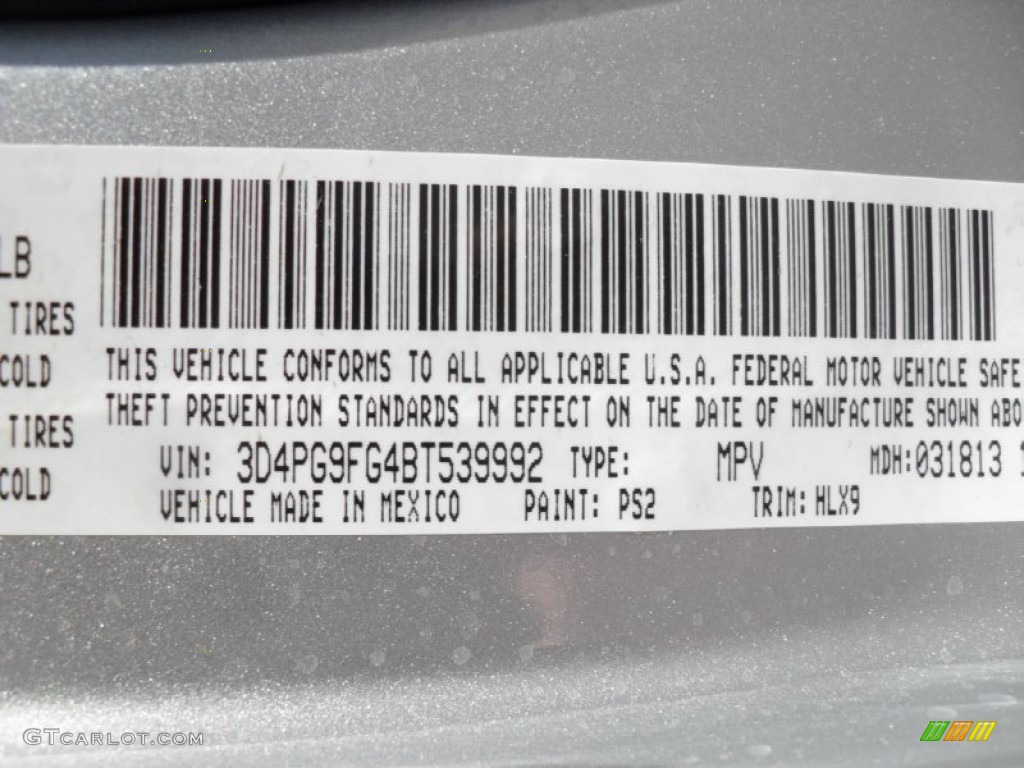 LB
TIRES
COLD
TIRES
COLD
THIS VEHICLE CONFORMS TO ALL APPLICABLE U.S.A. FEDERAL MOTOR VEHICLE SAFE
THEFT PREVENTION STANDARDS IN EFFECT ON THE DATE OF MANUFACTURE SHOWN ABO
VIN: 3D4PG9FG4BT539992 TYPE: MPV MDH:031813 1
VEHICLE MADE IN MEXICO PAINT: PS2 TRIM: HLX9
GTCARLOT.COM